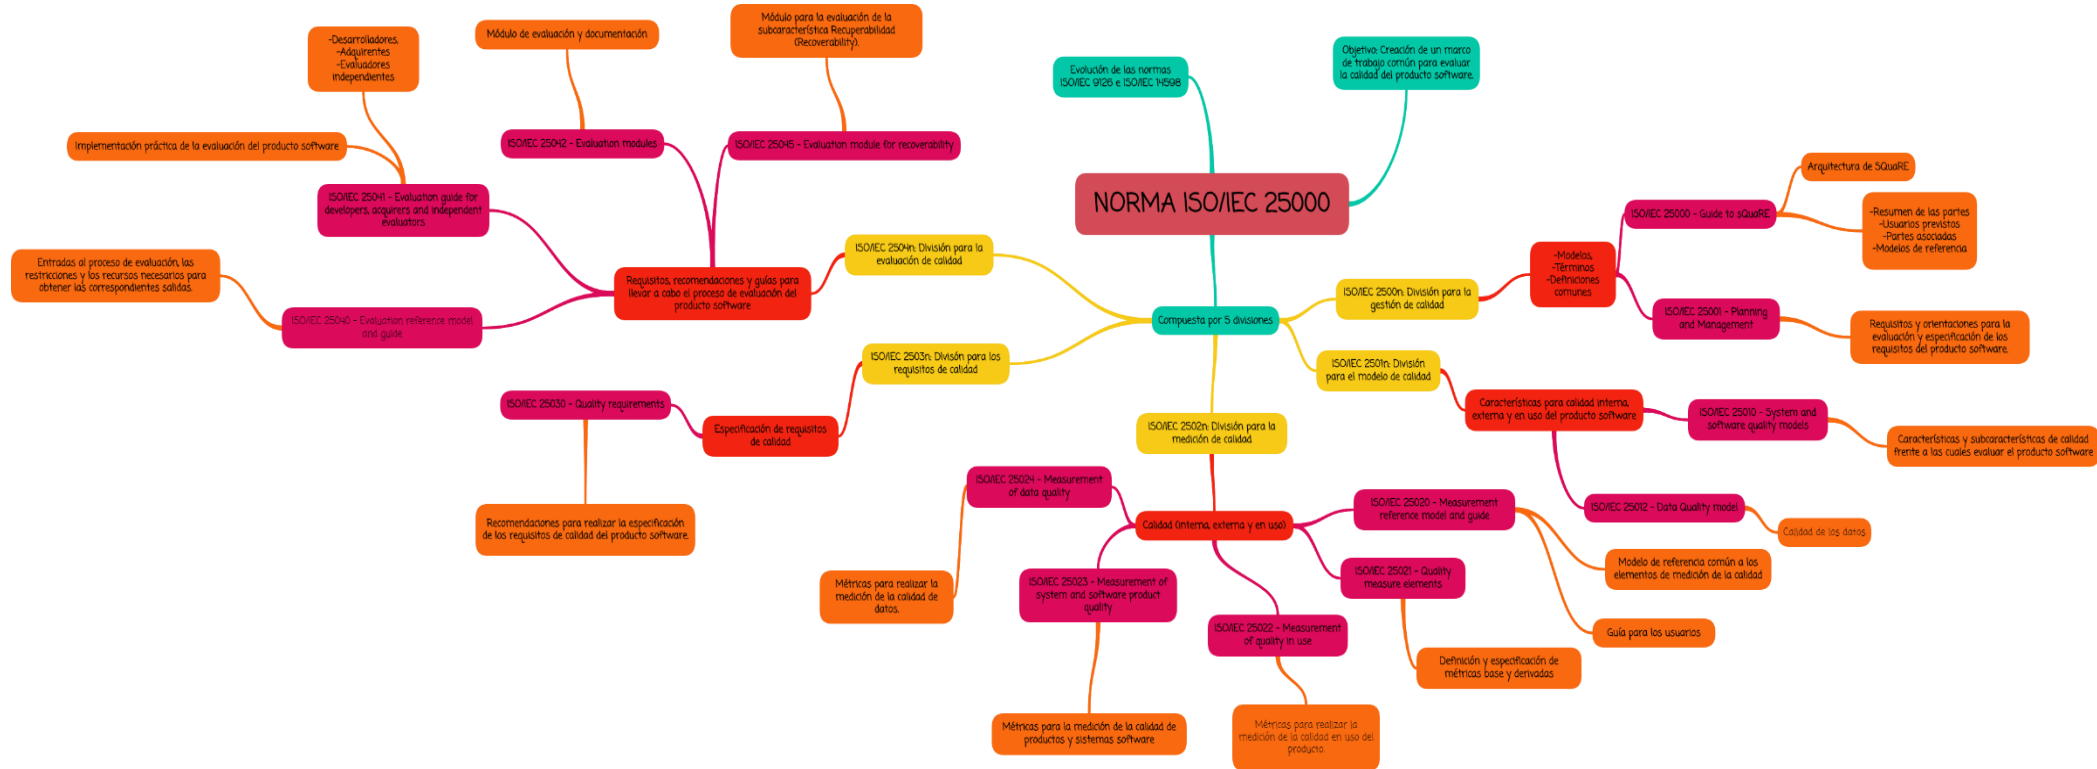 NORMA ISO/IEC 25000
Evolución de las normas
ISO/IEC 9126 e ISO/IEC 14598
Objetivo: Creación de un marco
de trabajo común para evaluar
la calidad del producto software.
Compuesta por 5 divisiones
ISO/IEC 2500n: División para la
gestión de calidad
-Modelos,
-Términos
-Definiciones
comunes
ISO/IEC 25000 - Guide to sQuaRE
Arquitectura de SQuaRE
-Resumen de las partes
-Usuarios previstos
-Partes asociadas
-Modelos de referencia
ISO/IEC 25001 - Planning
and Management
Requisitos y orientaciones para la
evaluación y especificación de los
requisitos del producto software.
ISO/IEC 2501n: División
para el modelo de calidad
Características para calidad interna,
externa y en uso del producto software
ISO/IEC 25010 - System and
software quality models
Características y subcaracterísticas de calidad
frente a las cuales evaluar el producto software
ISO/IEC 25012 - Data Quality model
Calidad de los datos
ISO/IEC 2502n: División para la
medición de calidad
Calidad (interna, externa y en uso)
ISO/IEC 25020 - Measurement
reference model and guide
Modelo de referencia común a los
elementos de medición de la calidad
Guía para los usuarios
ISO/IEC 25021 - Quality
measure elements
Definición y especificación de
métricas base y derivadas
ISO/IEC 25022 - Measurement
of quality in use
Métricas para realizar la
medición de la calidad en uso del
producto.
ISO/IEC 25023 - Measurement of
system and software product
quality
Métricas para la medición de la calidad de
productos y sistemas software
ISO/IEC 25024 - Measurement
of data quality
Métricas para realizar la
medición de la calidad de
datos.
ISO/IEC 2503n: Divisón para los
requisitos de calidad
Especificación de requisitos
de calidad
ISO/IEC 25030 - Quality requirements
Recomendaciones para realizar la especificación
de los requisitos de calidad del producto software.
ISO/IEC 2504n: División para la
evaluación de calidad
Requisitos, recomendaciones y guías para
llevar a cabo el proceso de evaluación del
producto software
ISO/IEC 25040 - Evaluation reference model
and guide
Entradas al proceso de evaluación, las
restricciones y los recursos necesarios para
obtener las correspondientes salidas.
ISO/IEC 25041 - Evaluation guide for
developers, acquirers and independent
evaluators
Implementación práctica de la evaluación del producto software
-Desarrolladores,
-Adquirentes
-Evaluadores
independientes
ISO/IEC 25042 - Evaluation modules
Módulo de evaluación y documentación
ISO/IEC 25045 - Evaluation module for recoverability
Módulo para la evaluación de la
subcaracterística Recuperabilidad
(Recoverability).